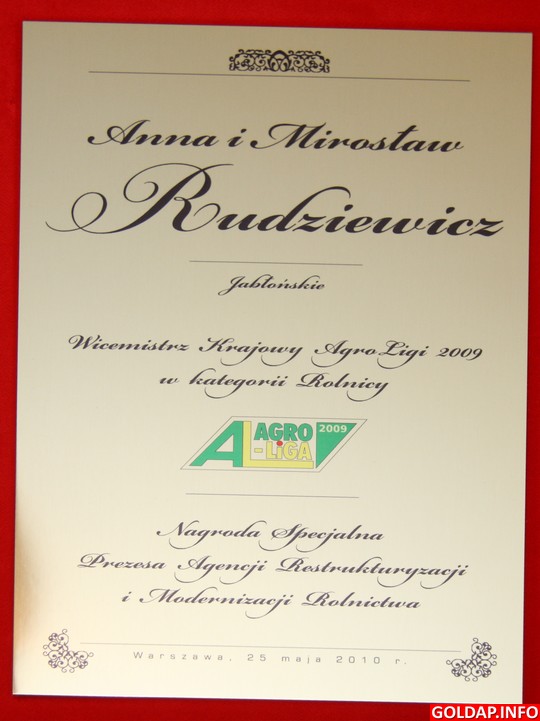 Anna i Mirosław
Rudziewicz
Jabłońskie
Wicemistrz Krajowy AgroLigi 2009
w kategorii Rolnicy
AL AGRO 2009
-LiGA
Nagroda Specjalna
Prezesa Agencji Restrukturyzacji
i Modernizacji Rolnictwa
Warszawa, 25 maja 2010 r.
GOLDAP.INFO